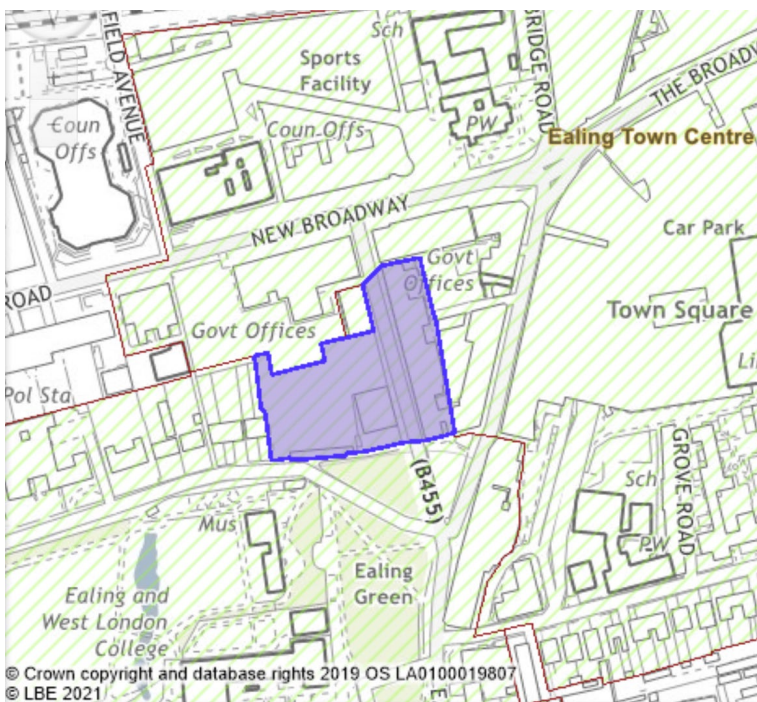 FIELD AVENUE
Sch
BRIDGE ROAD
THE BROADW
Sports
Facility
Coun
Offs
Coun Offs
PW
Ealing Town Centre
NEW BROADWAY
Car Park
Govt
Offices
ROAD
Govt Offices
Town Square
Pol Sta
Li
(B455)
GROVE ROAD
Sch
Mus
PW
Ealing
Green
Ealing and
West London
College
© Crown copyright and database rights 2019 OS LA0100019807
© LBE 2021
E